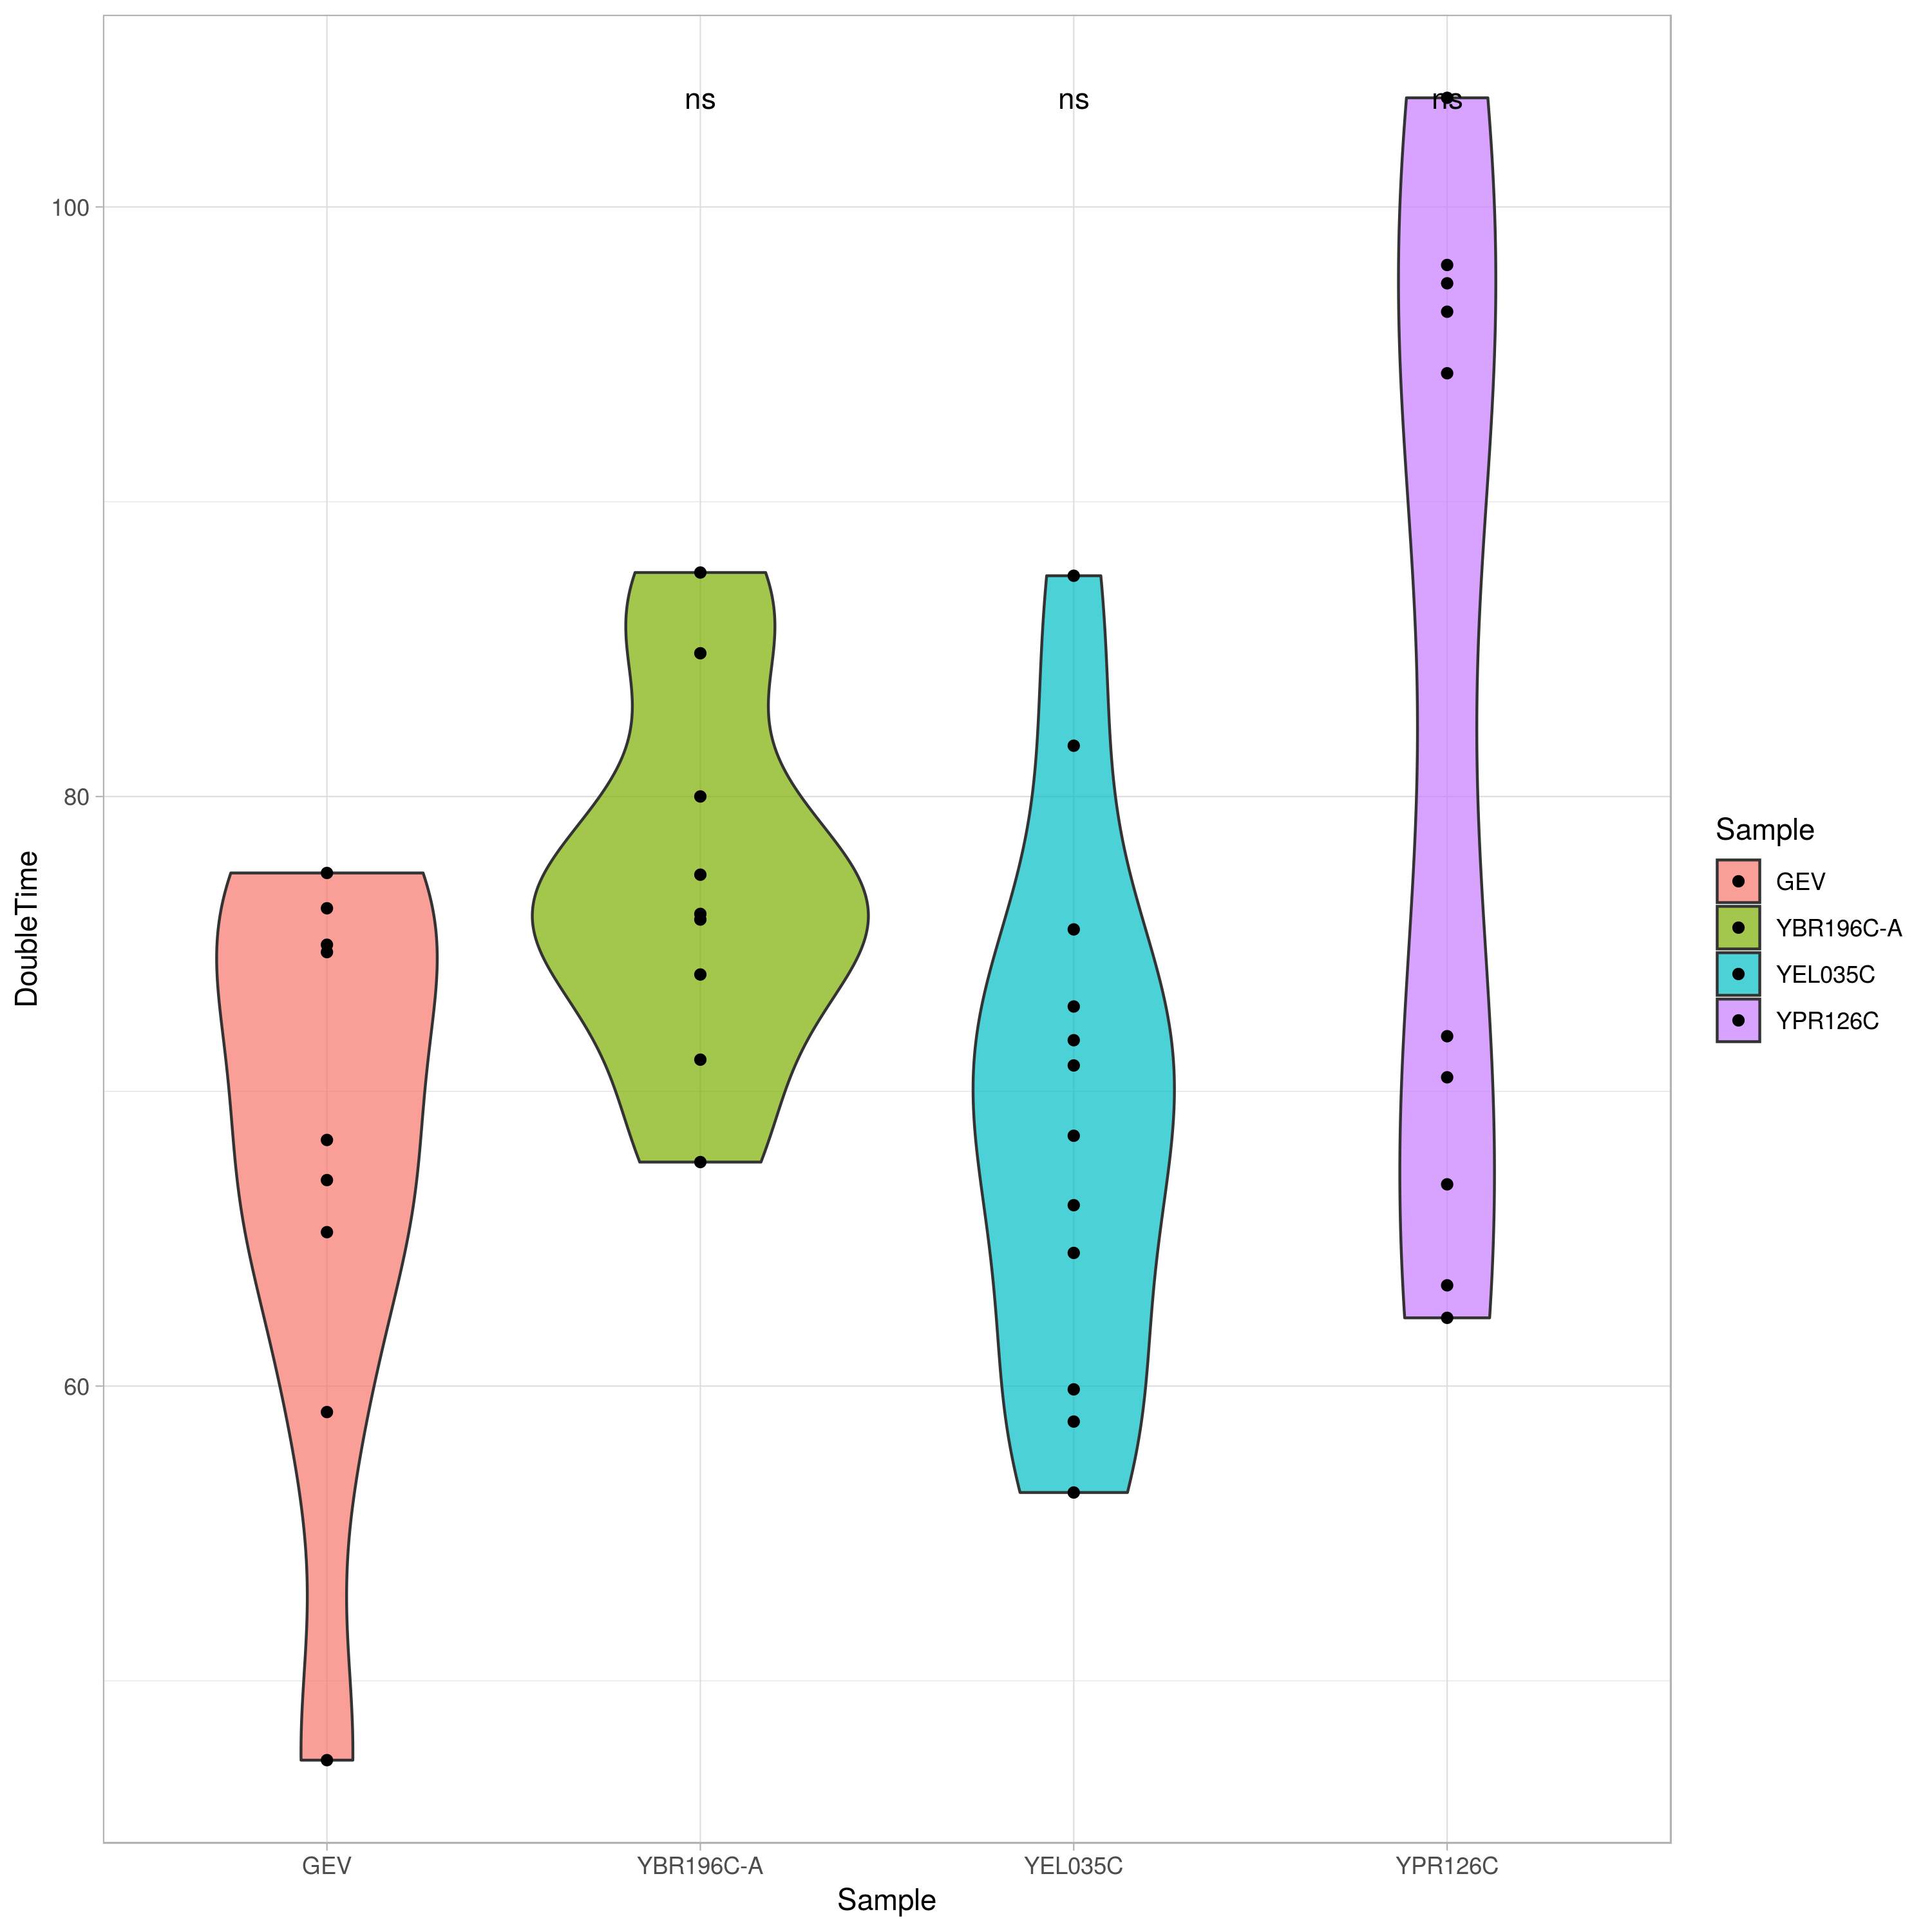 ns ns ns
100
80
60
DoubleTime
GEV YBR196C-A YEL035C YPR126C
Sample
Sample
GEV
YBR196C-A
YEL035C
YPR126C